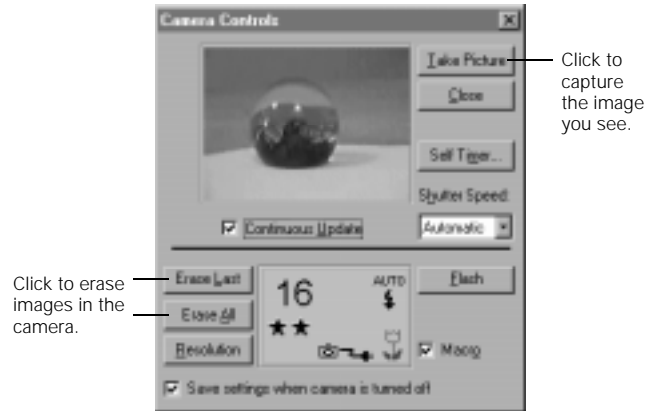 Camera Controls
Take Picture
Click to
capture
the image
you see.
Close
Self Timer...
Shutter Speed:
Continuous Update
Automatic
Click to erase
images in the
camera.
Erase Last
16
AUTO
Flash
Erase All
Resolution
Macro
Save settings when camera is turned off